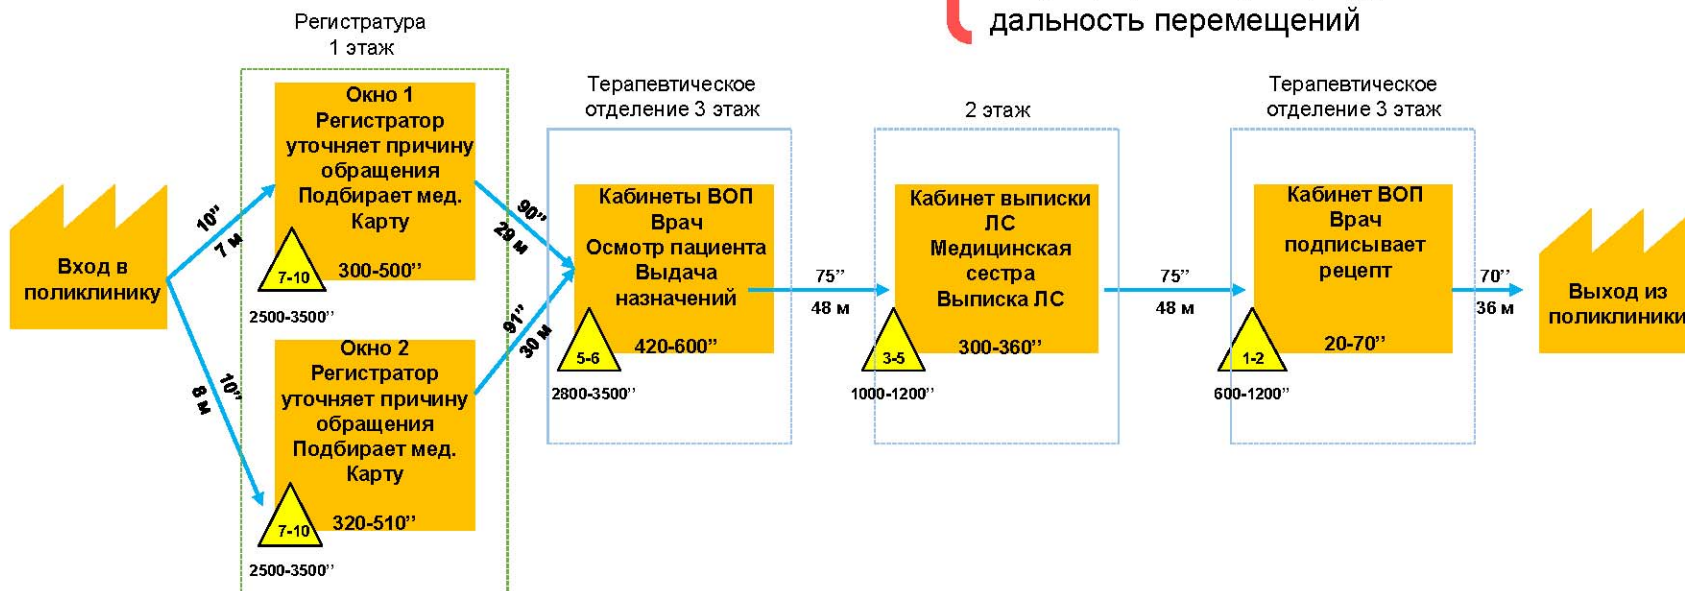 дальность перемещений
Регистратура
1 этаж
Вход в
поликлинику
10’’
7 м
10’’
8 м
Окно 1
Регистратор
уточняет причину
обращения
Подбирает мед.
Карту
300-500’’
7-10
2500-3500’’
Окно 2
Регистратор
уточняет причину
обращения
Подбирает мед.
Карту
320-510’’
7-10
2500-3500’’
90’’
29 м
91’’
30 м
Терапевтическое
отделение 3 этаж
Кабинеты ВОП
Врач
Осмотр пациента
Выдача
назначений
420-600’’
5-6
2800-3500’’
75’’
48 м
2 этаж
Кабинет выписки
ЛС
Медицинская
сестра
Выписка ЛС
300-360’’
3-5
1000-1200’’
75’’
48 м
Терапевтическое
отделение 3 этаж
Кабинет ВОП
Врач
подписывает
рецепт
20-70’’
1-2
600-1200’’
70’’
36 м
Выход из
поликлиники